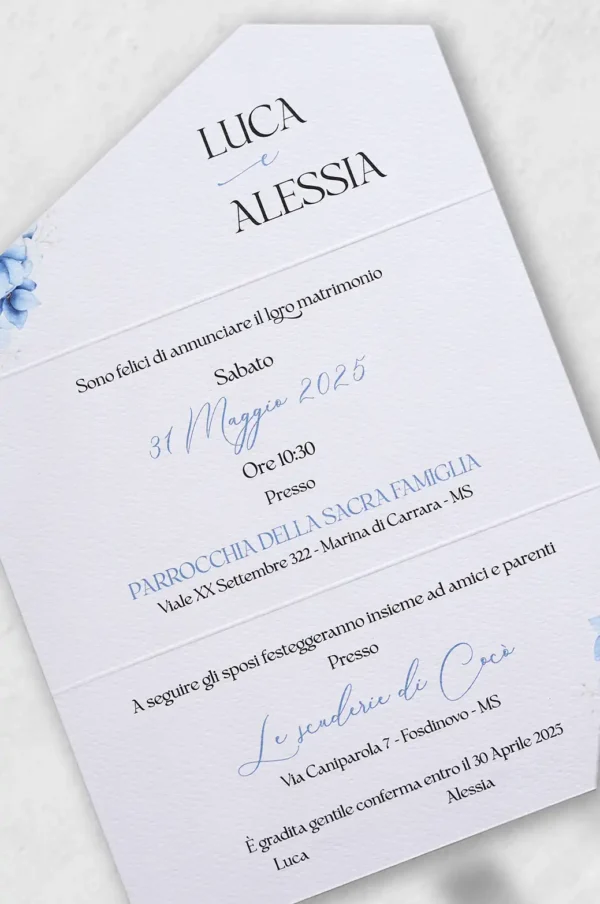 LUCA
e
ALESSIA
Sono felici di annunciare il loro matrimonio
Sabato
31 Maggio 2025
Ore 10:30
Presso
PARROCCHIA DELLA SACRA FAMIGLIA
Viale XX Settembre 322 - Marina di Carrara - MS
A seguire gli sposi festeggeranno insieme ad amici e parenti
Presso
Le scuderie di Cocò
Via Caniparola 7 - Fosdinovo - MS
È gradita gentile conferma entro il 30 Aprile 2025
Luca Alessia